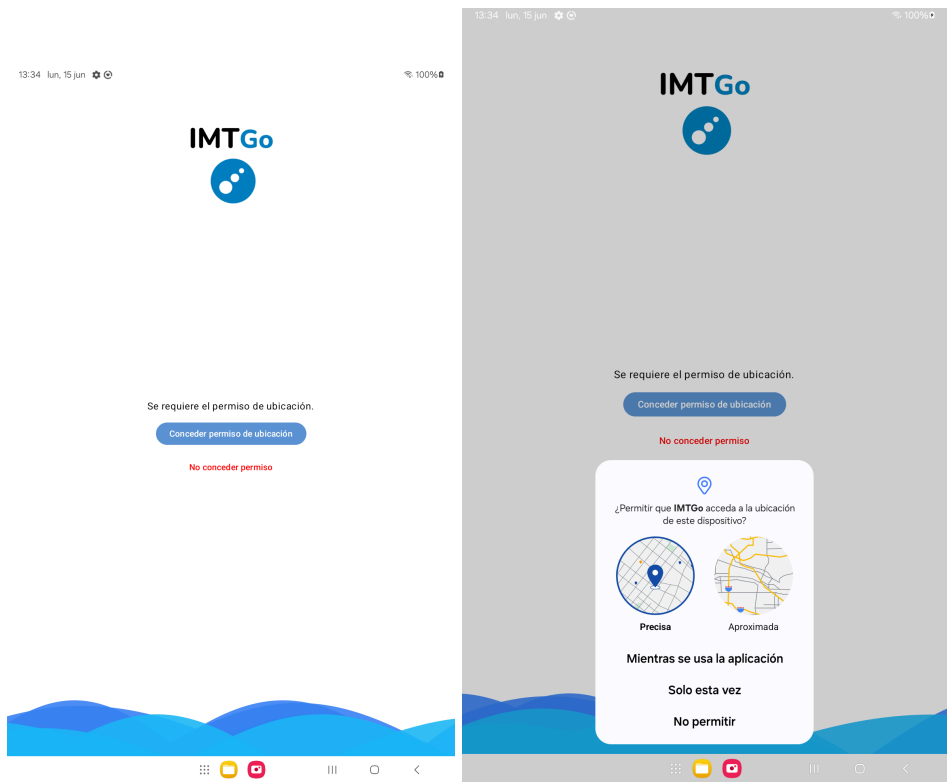 13:34 lun, 15 jun
100%
IMTGo
Se requiere el permiso de ubicación.
Conceder permiso de ubicación
No conceder permiso
13:34 lun, 15 jun
100%
IMTGo
Se requiere el permiso de ubicación.
Conceder permiso de ubicación
No conceder permiso
¿Permitir que IMTGo acceda a la ubicación
de este dispositivo?
Precisa
Aproximada
Mientras se usa la aplicación
Solo esta vez
No permitir